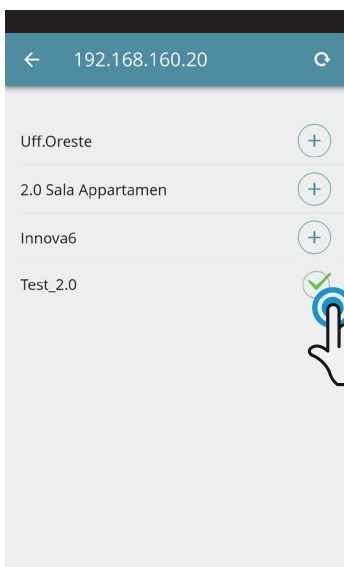 192.168.160.20
Uff.Oreste
2.0 Sala Appartamen
Innova6
Test_2.0